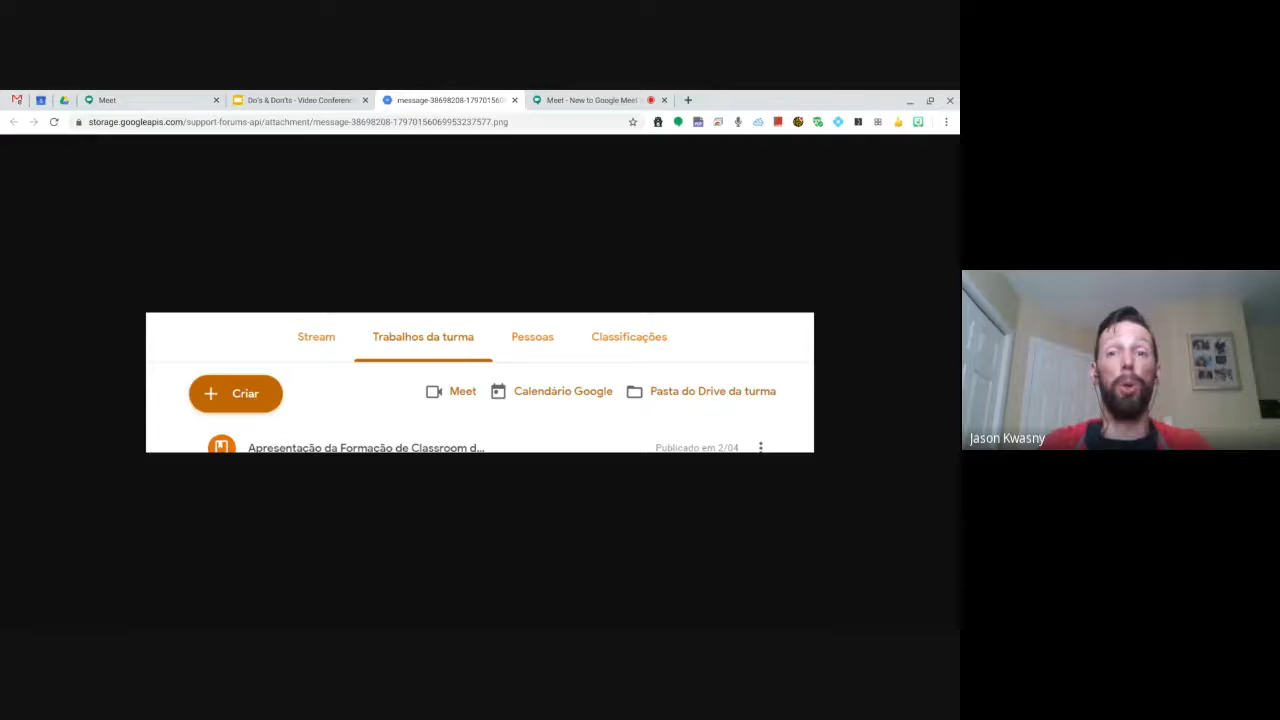 Meet
Do's & Don'ts - Video Conferenc
message-38698208-1797015606
Meet - New to Google Meet
storage.googleapis.com/support-forums-api/attachment/message-38698208-17970156069953237577.png
Stream Trabalhos da turma Pessoas Classificações
Criar Meet Calendário Google Pasta do Drive da turma
Apresentação da Formação de Classroom d... Publicado em 2/04
Jason Kwasny